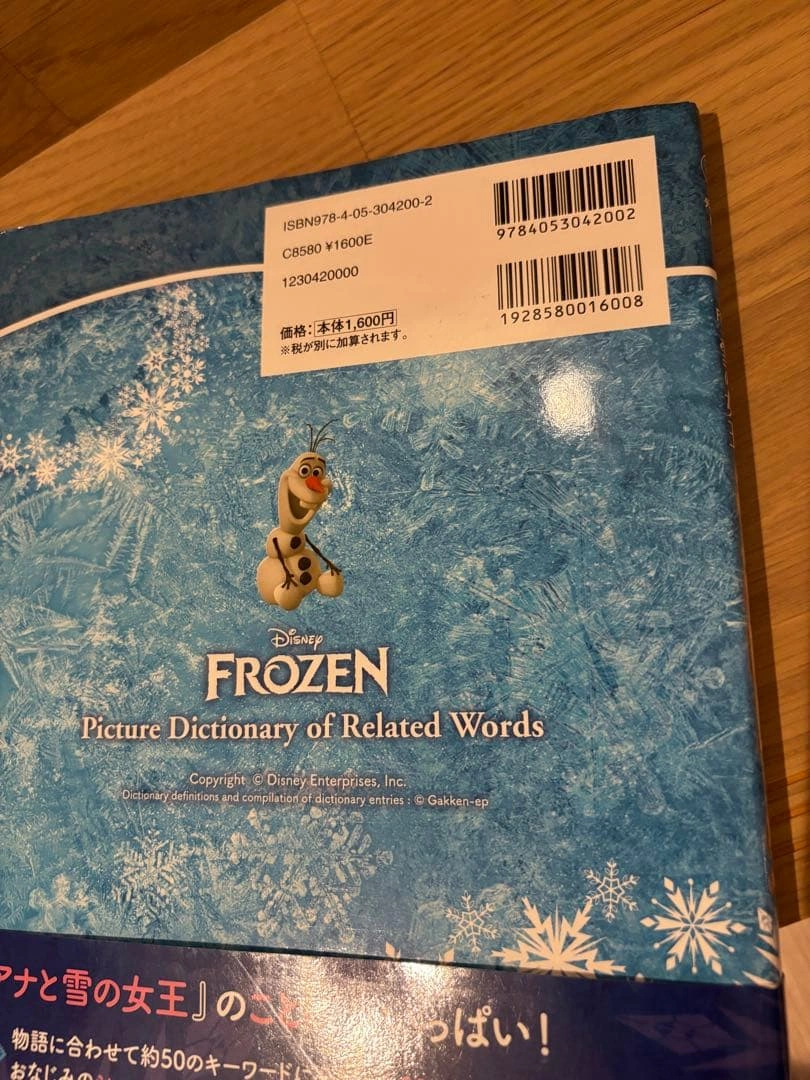 ISBN978-4-05-304200-2
C8580 ¥1600E
1230420000
価格：本体1,600円
※税が別に加算されます。
9784053042002
1928580016008
Disney
FROZEN
Picture Dictionary of Related Words
Copyright © Disney Enterprises, Inc.
Dictionary definitions and compilation of dictionary entries : © Gakken-ep
アナと雪の女王』のこと っぱい！
物語に合わせて約50のキーワードに
おなじみの